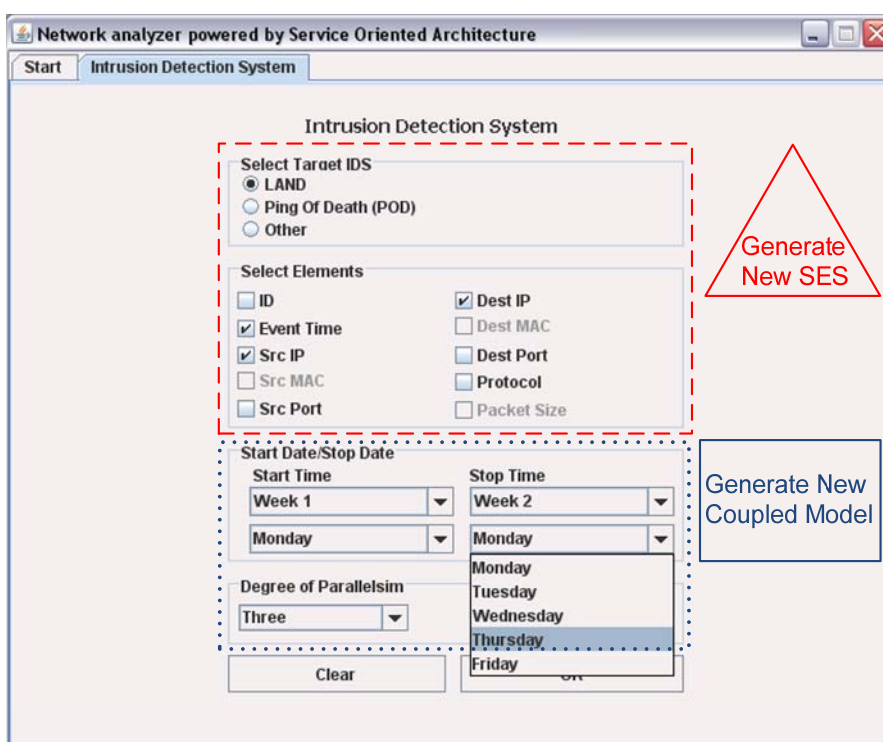 Network analyzer powered by Service Oriented Architecture
Start
Intrusion Detection System
Intrusion Detection System
Select Target IDS
LAND
Ping Of Death (POD)
Other
Generate
New SES
Select Elements
ID
Dest IP
Event Time
Dest MAC
Src IP
Dest Port
Src MAC
Protocol
Src Port
Packet Size
Start Date/Stop Date
Start Time
Stop Time
Week 1
Week 2
Monday
Monday
Generate New
Coupled Model
Monday
Tuesday
Wednesday
Thursday
Friday
Degree of Parallelsim
Three
Clear